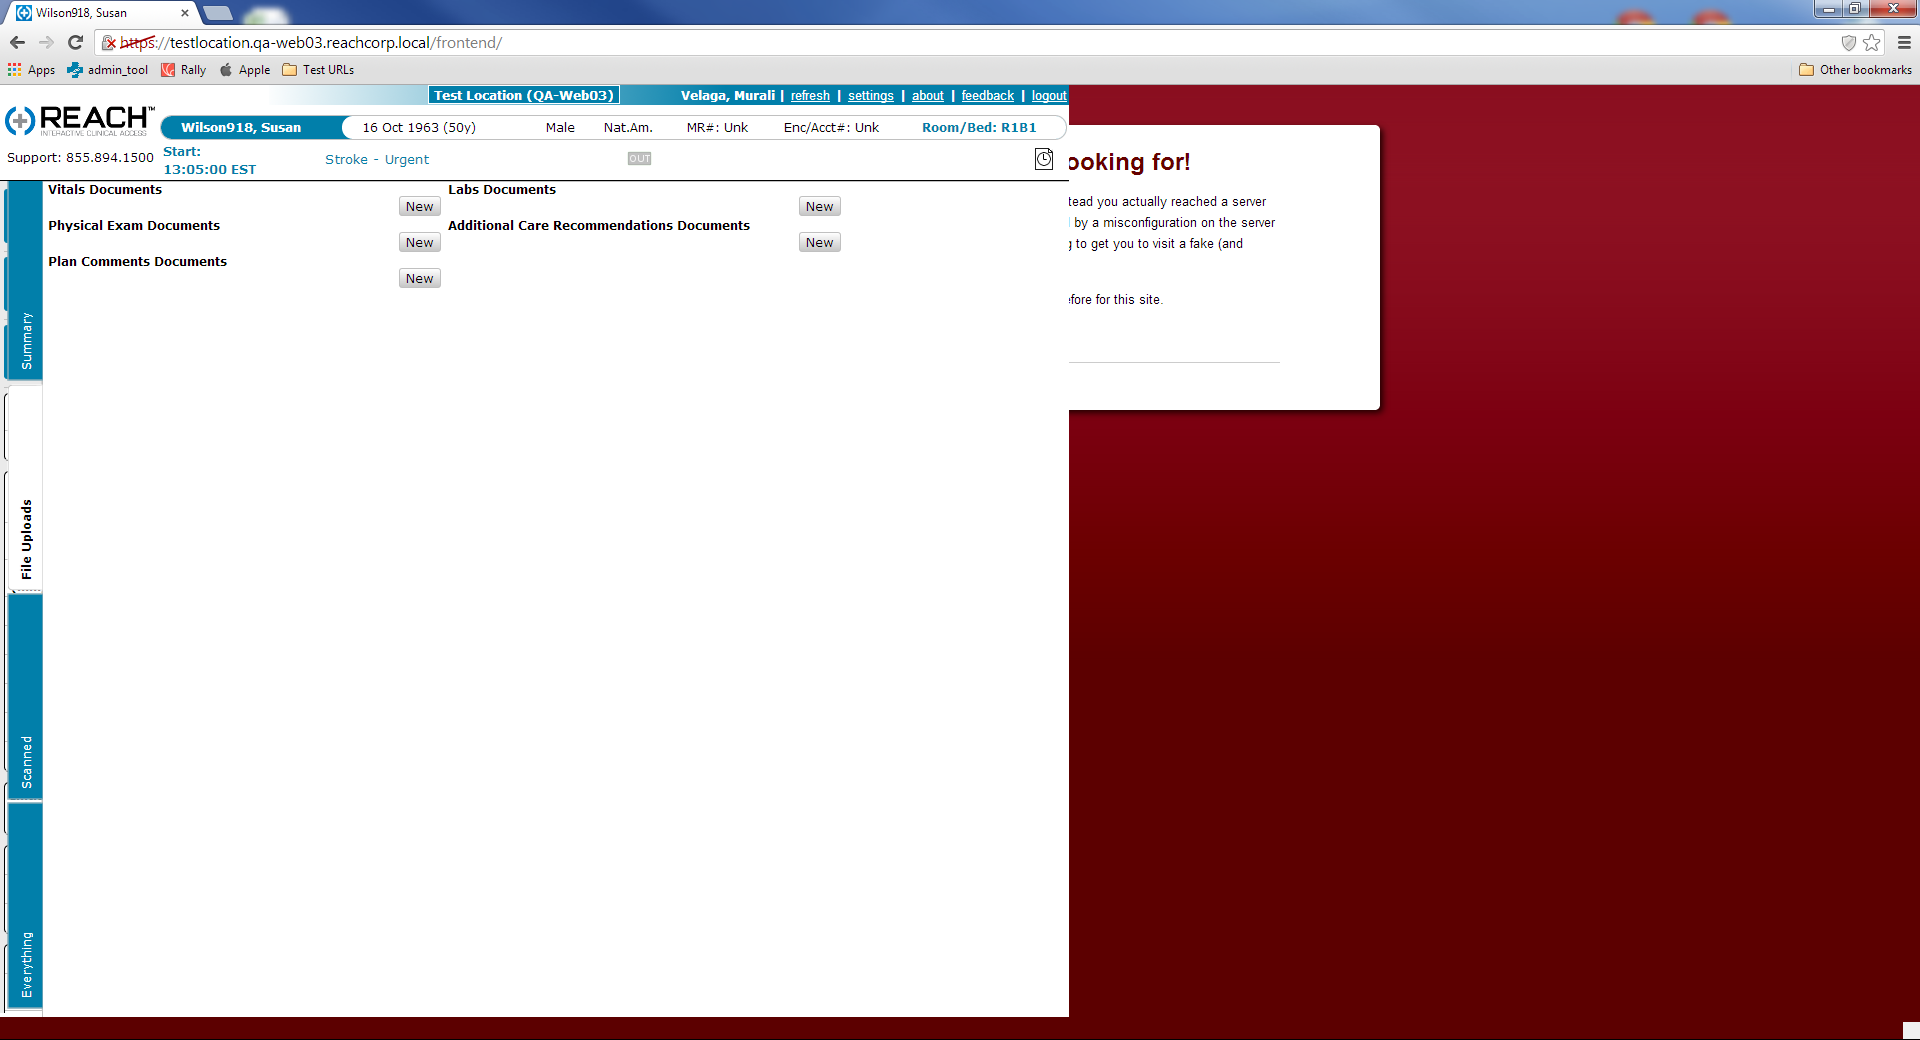 Wilson918, Susan
https://testlocation.qa-web03.reachcorp.local/frontend/
Apps admin_tool Rally Apple Test URLs Other bookmarks
Test Location (QA-Web03) Velaga, Murali | refresh | settings | about | feedback | logout
REACH™
INTERACTIVE CLINICAL ACCESS
Wilson918, Susan 16 Oct 1963 (50y) Male Nat.Am. MR#: Unk Enc/Acct#: Unk Room/Bed: R1B1
Support: 855.894.1500 Start:
13:05:00 EST
Stroke - Urgent OUT
ooking for!
Vitals Documents Labs Documents
New New
Physical Exam Documents Additional Care Recommendations Documents
New New
Plan Comments Documents
New
tead you actually reached a server
by a misconfiguration on the server
g to get you to visit a fake (and
efore for this site.
Summary
File Uploads
Scanned
Everything